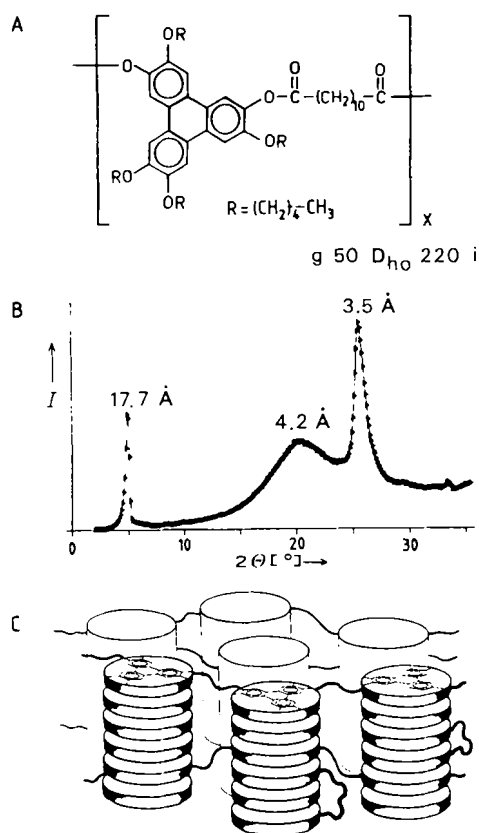 A
OR
OR
O
O
O
O–C–(CH₂)₁₀–C
RO
OR
OR
R=(CH₂)₄–CH₃
X
g 50 D_ho 220 i
B
3.5 Å
17.7 Å
4.2 Å
I
0 10 20 30
2Θ[°]→
C